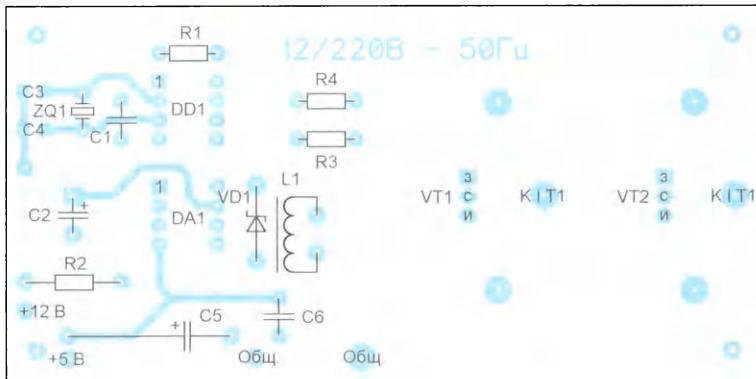 R1
12/220В - 50Гц
C3
1
R4
ZQ1
DD1
C4
C1
R3
1
VD1
L1
З
С
И
VT1
К | Т1
З
С
И
VT2
К | Т1
C2
+
DA1
R2
+12 В
+
C5
C6
+5 В
Общ.
Общ.